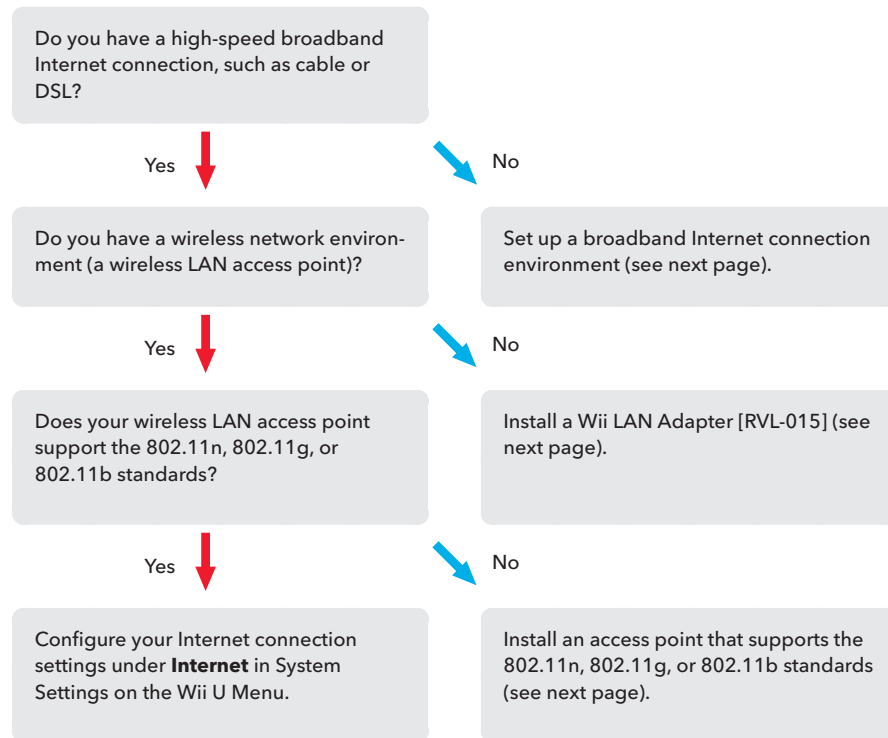 Do you have a high-speed broadband
Internet connection, such as cable or
DSL?
Yes
No
Do you have a wireless network environ-
ment (a wireless LAN access point)?
Set up a broadband Internet connection
environment (see next page).
Yes
No
Does your wireless LAN access point
support the 802.11n, 802.11g, or
802.11b standards?
Install a Wii LAN Adapter [RVL-015] (see
next page).
Yes
No
Configure your Internet connection
settings under Internet in System
Settings on the Wii U Menu.
Install an access point that supports the
802.11n, 802.11g, or 802.11b standards
(see next page).